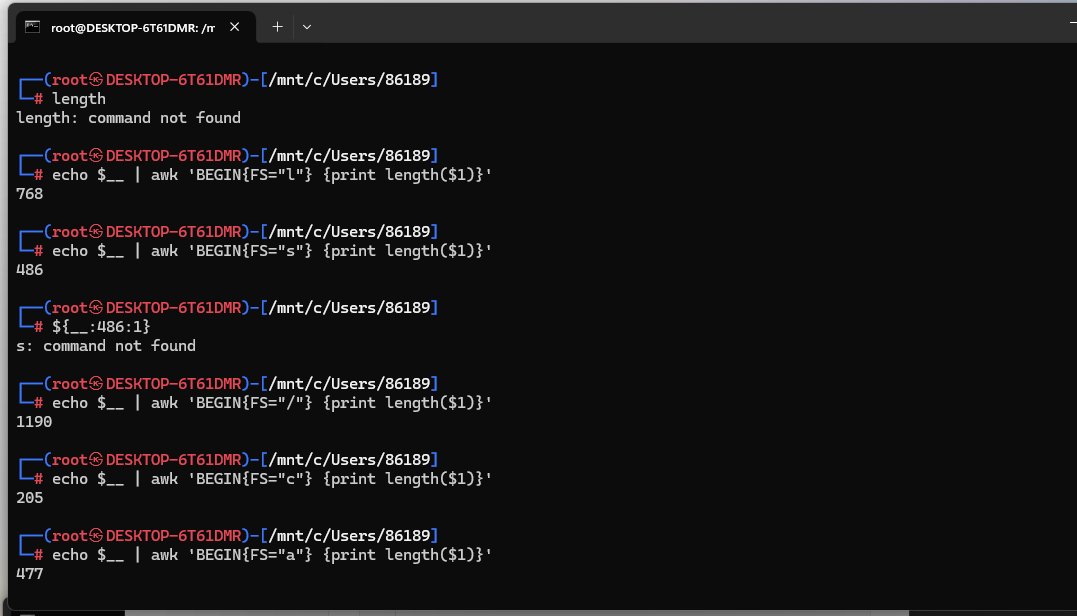 root@DESKTOP-6T61DMR: /m
┌──(root㉿DESKTOP-6T61DMR)-[/mnt/c/Users/86189]
└─# length
length: command not found
┌──(root㉿DESKTOP-6T61DMR)-[/mnt/c/Users/86189]
└─# echo $__ | awk 'BEGIN{FS="l"} {print length($1)}'
768
┌──(root㉿DESKTOP-6T61DMR)-[/mnt/c/Users/86189]
└─# echo $__ | awk 'BEGIN{FS="s"} {print length($1)}'
486
┌──(root㉿DESKTOP-6T61DMR)-[/mnt/c/Users/86189]
└─# ${__:486:1}
s: command not found
┌──(root㉿DESKTOP-6T61DMR)-[/mnt/c/Users/86189]
└─# echo $__ | awk 'BEGIN{FS="/"} {print length($1)}'
1190
┌──(root㉿DESKTOP-6T61DMR)-[/mnt/c/Users/86189]
└─# echo $__ | awk 'BEGIN{FS="c"} {print length($1)}'
205
┌──(root㉿DESKTOP-6T61DMR)-[/mnt/c/Users/86189]
└─# echo $__ | awk 'BEGIN{FS="a"} {print length($1)}'
477